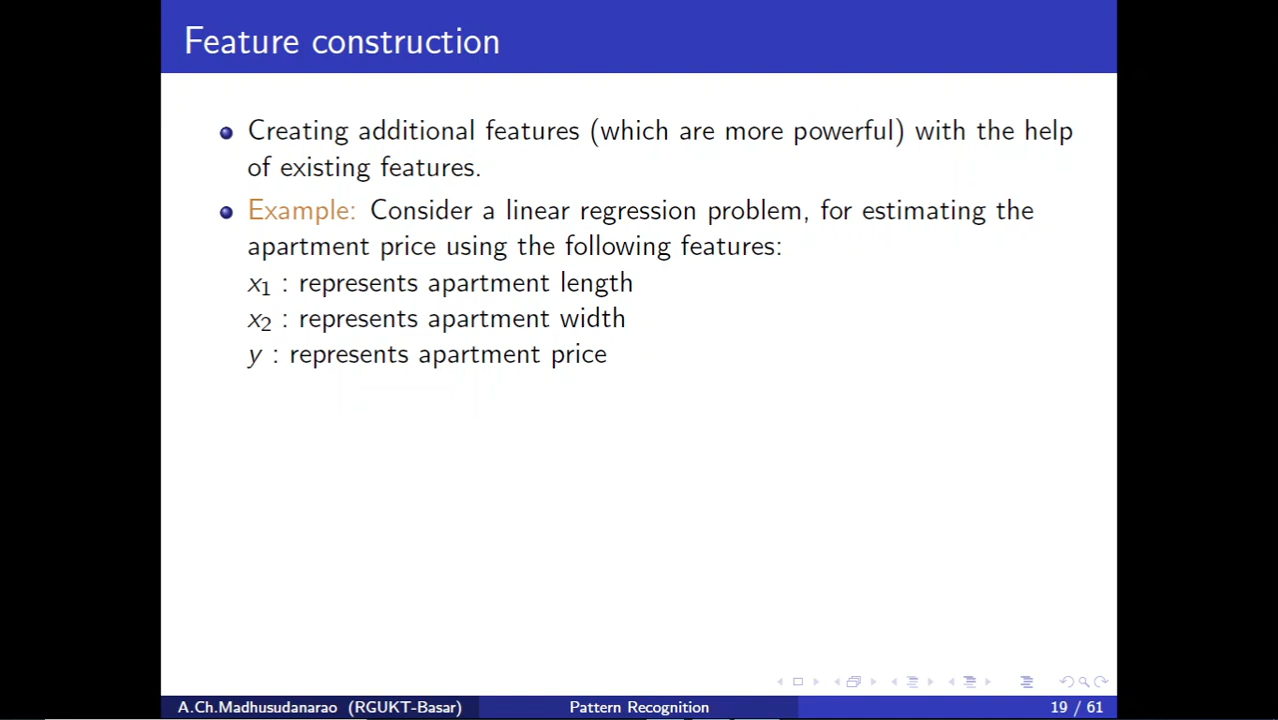 Feature construction
Creating additional features (which are more powerful) with the help
of existing features.
Example: Consider a linear regression problem, for estimating the
apartment price using the following features:
x₁ : represents apartment length
x₂ : represents apartment width
y : represents apartment price
A.Ch.Madhusudanarao (RGUKT-Basar) Pattern Recognition 19 / 61